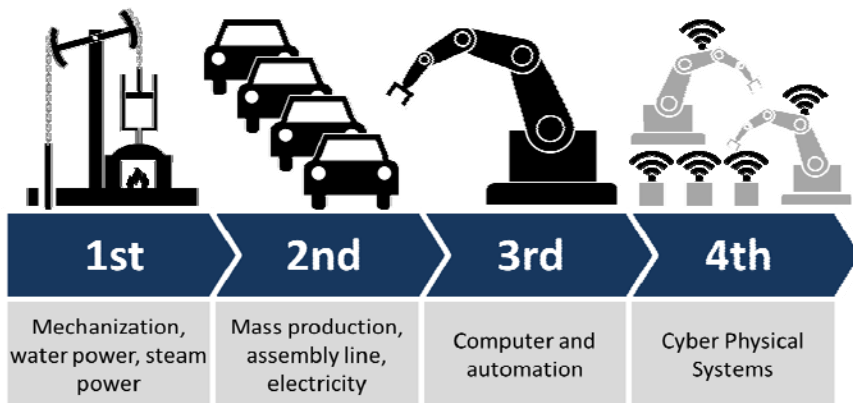 1st
2nd
3rd
4th
Mechanization,
water power, steam
power
Mass production,
assembly line,
electricity
Computer and
automation
Cyber Physical
Systems